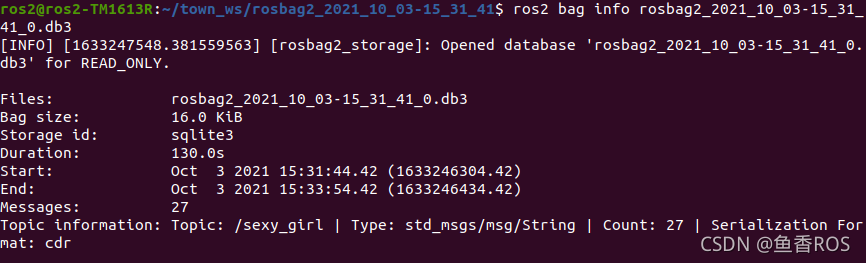 ros2@ros2-TM1613R:~/town_ws/rosbag2_2021_10_03-15_31_41$ ros2 bag info rosbag2_2021_10_03-15_31_
41_0.db3
[INFO] [1633247548.381559563] [rosbag2_storage]: Opened database 'rosbag2_2021_10_03-15_31_41_0.
db3' for READ_ONLY.
Files:             rosbag2_2021_10_03-15_31_41_0.db3
Bag size:          16.0 KiB
Storage id:        sqlite3
Duration:          130.0s
Start:             Oct  3 2021 15:31:44.42 (1633246304.42)
End:               Oct  3 2021 15:33:54.42 (1633246434.42)
Messages:          27
Topic information: Topic: /sexy_girl | Type: std_msgs/msg/String | Count: 27 | Serialization For
mat: cdr
CSDN @鱼香ROS